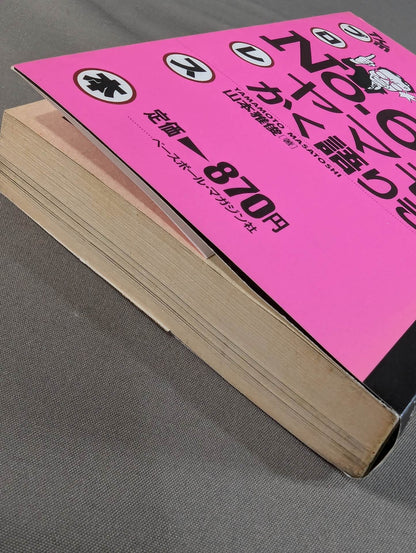 プロレス本
No.0
かく語りき
YAMAMOTO MASATOSHI
山本雅俊[著]
定価▶870円
ベースボール・マガジン社